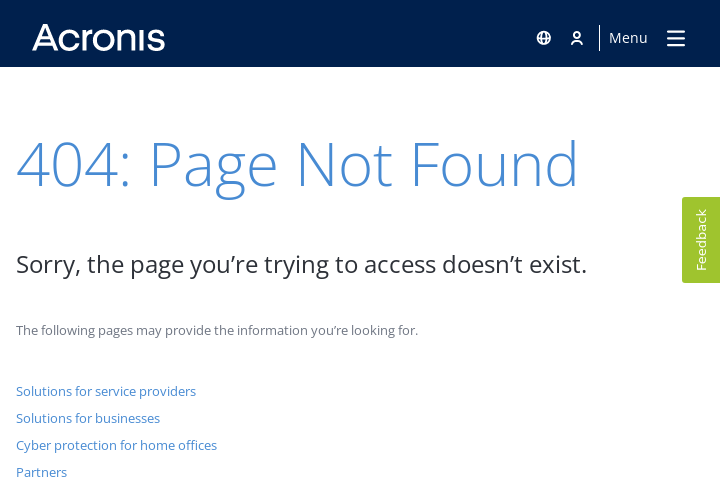 Acronis
Menu
404: Page Not Found
Feedback
Sorry, the page you’re trying to access doesn’t exist.
The following pages may provide the information you’re looking for.
Solutions for service providers
Solutions for businesses
Cyber protection for home offices
Partners